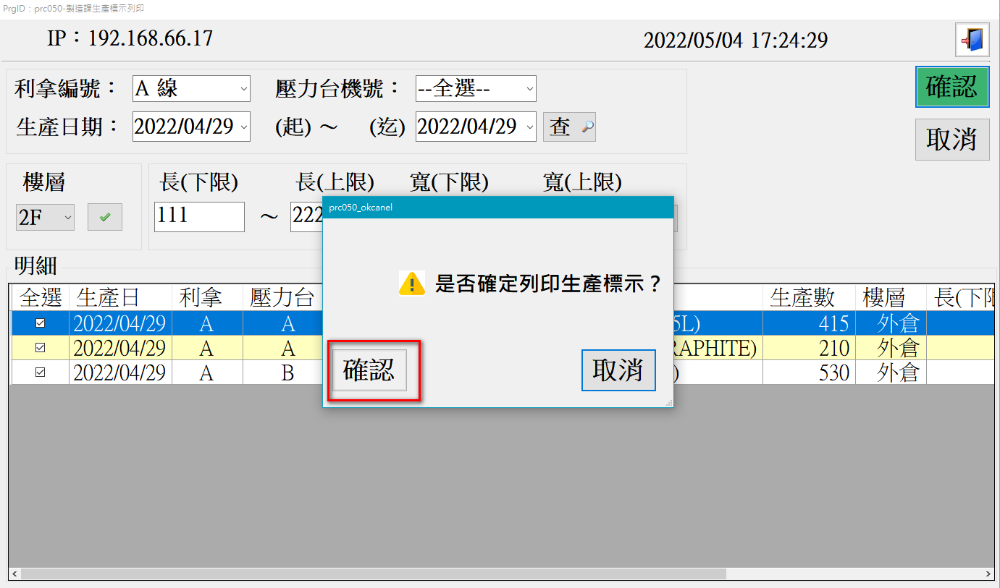 PrgID：prc050-製造課生產標示列印
IP：192.168.66.17 2022/05/04 17:24:29
利拿編號： A 線 壓力台機號： --全選-- 確認
生產日期： 2022/04/29 (起) ～ (迄) 2022/04/29 查
取消
樓層 長(下限) 長(上限) 寬(下限) 寬(上限)
2F 111 ～ 222
prc050_okcanel
是否確定列印生產標示？
確認 取消
明細
全選 生產日 利拿 壓力台 生產數 樓層 長(下限
2022/04/29 A A 5L) 415 外倉
2022/04/29 A A RAPHITE) 210 外倉
2022/04/29 A B ) 530 外倉